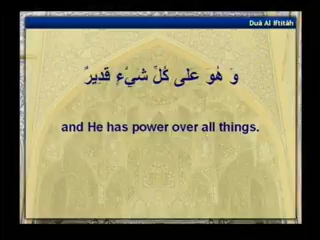 Duá Al Iftitáh
وَ هُوَ عَلَى كُلِّ شَيْءٍ قَدِيرٌ
and He has power over all things.